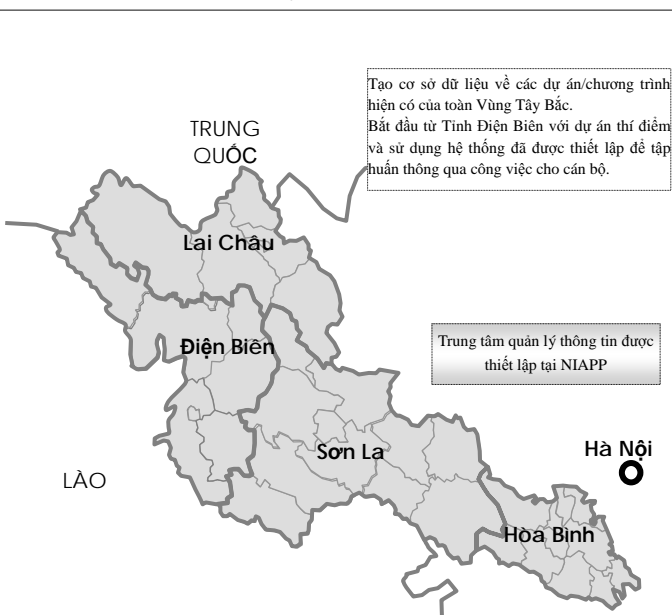 Tạo cơ sở dữ liệu về các dự án/chương trình
hiện có của toàn Vùng Tây Bắc.
Bắt đầu từ Tỉnh Điện Biên với dự án thí điểm
và sử dụng hệ thống đã được thiết lập để tập
huấn thông qua công việc cho cán bộ.
TRUNG
QUỐC
Lai Châu
Điện Biên
Trung tâm quản lý thông tin được
thiết lập tại NIAPP
Sơn La
Hà Nội
LÀO
Hòa Bình